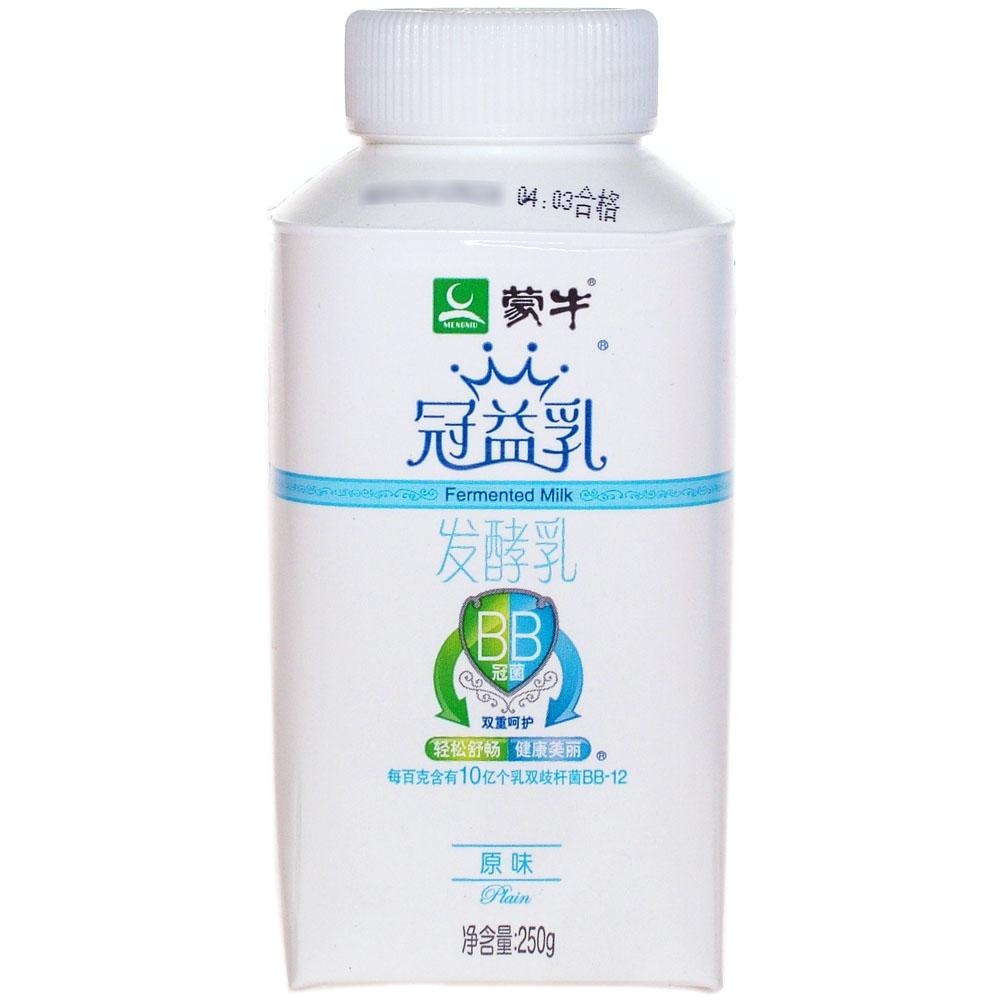 04:03合格
MENGNIU
蒙牛®
®
冠益乳
Fermented Milk
发酵乳
BB
冠菌
双重呵护
轻松舒畅 健康美丽 ®
每百克含有10亿个乳双歧杆菌BB-12
原味
Plain
净含量:250g